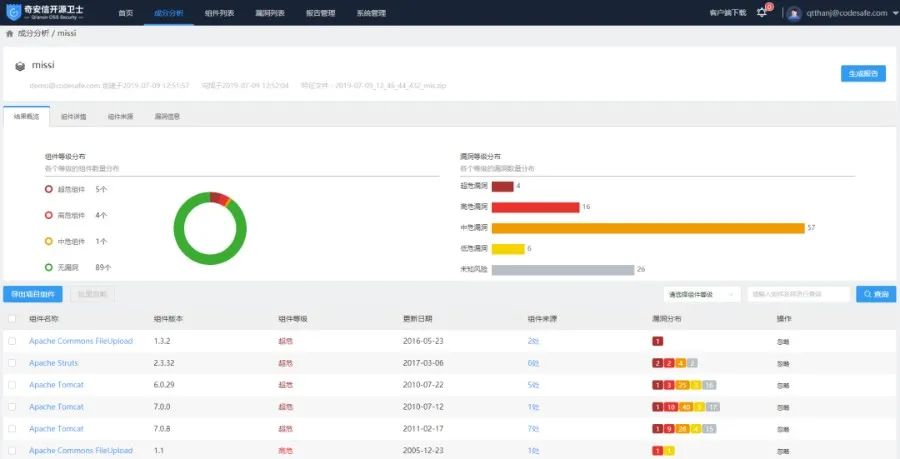 奇安信开源卫士 首页 成分分析 组件列表 漏洞列表 报告管理 系统管理 客户端下载 8 qtthanj@codesafe.com
Qianxin OSS Security
成分分析 / missi
missi
demo@codesafe.com 创建于2019-07-09 12:51:57 完成于2019-07-09 12:52:04 特征文件：
生成报告
结果概览 组件详情 组件来源 漏洞信息
组件等级分布 漏洞等级分布
各个等级的组件数量分布 各个等级的漏洞数量分布
超危组件 5个 超危漏洞 4
高危组件 4个 高危漏洞 16
中危组件 1个 中危漏洞 57
低危漏洞 6
无漏洞 89个 未知风险 26
导出项目组件 批量忽略 请选择组件等级 请输入组件名称进行查询 查询
组件名称 组件版本 组件等级 更新日期 组件来源 漏洞分布 操作
Apache Commons FileUpload 1.3.2 超危 2016-05-23 2处 1 忽略
Apache Struts 2.3.32 超危 2017-03-06 6处 2 2 4 2 忽略
Apache Tomcat 6.0.29 超危 2010-07-22 5处 1 3 25 3 16 忽略
Apache Tomcat 7.0.0 超危 2010-07-12 1处 1 10 40 5 17 忽略
Apache Tomcat 7.0.8 超危 2011-02-17 7处 1 9 28 4 15 忽略
Apache Commons FileUpload 1.1 高危 2005-12-23 1处 1 1 忽略